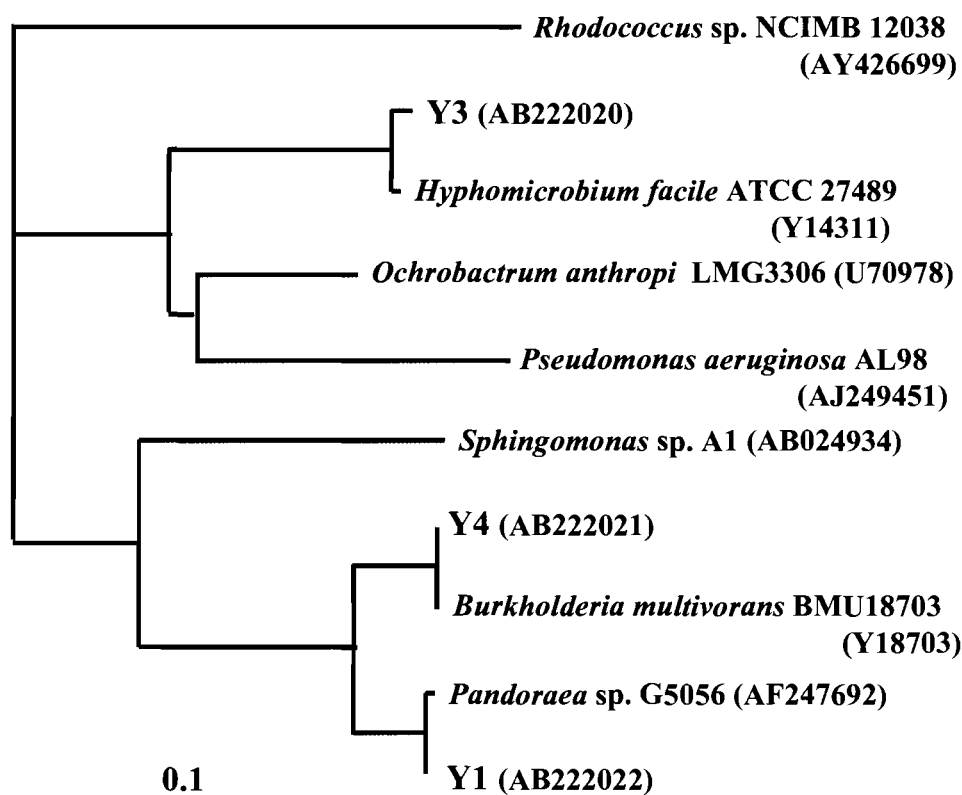 Rhodococcus sp. NCIMB 12038
(AY426699)
Y3 (AB222020)
Hyphomicrobium facile ATCC 27489
(Y14311)
Ochrobactrum anthropi LMG3306 (U70978)
Pseudomonas aeruginosa AL98
(AJ249451)
Sphingomonas sp. A1 (AB024934)
Y4 (AB222021)
Burkholderia multivorans BMU18703
(Y18703)
Pandoraea sp. G5056 (AF247692)
Y1 (AB222022)
0.1